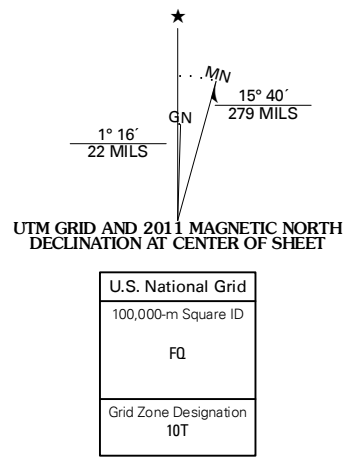 MN
15° 40´
279 MILS
GN
1° 16´
22 MILS
UTM GRID AND 2011 MAGNETIC NORTH
DECLINATION AT CENTER OF SHEET
U.S. National Grid
100,000-m Square ID
FQ
Grid Zone Designation
10T